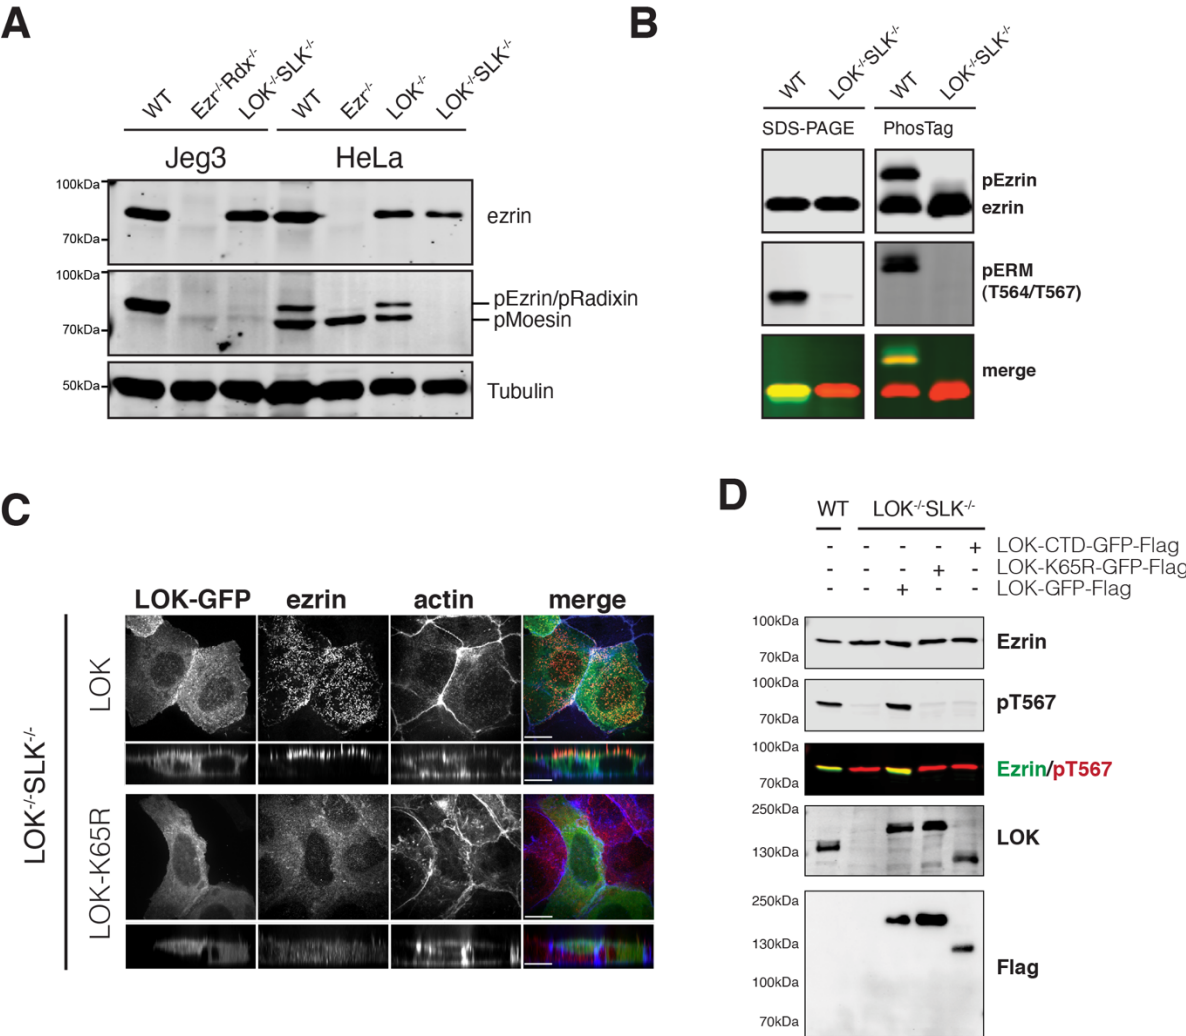 A
WT
Ezr-/-Rdx-/-
LOK-/-SLK-/-
WT
Ezr-/-
LOK-/-
LOK-/-SLK-/-
Jeg3
HeLa
100kDa
70kDa
ezrin
100kDa
70kDa
pEzrin/pRadixin
pMoesin
50kDa
Tubulin
B
WT
LOK-/-SLK-/-
WT
LOK-/-SLK-/-
SDS-PAGE
PhosTag
pEzrin
ezrin
pERM
(T564/T567)
merge
C
LOK-GFP
ezrin
actin
merge
LOK-/-SLK-/-
LOK
LOK-K65R
D
WT
LOK-/-SLK-/-
- - - - + LOK-CTD-GFP-Flag
- - - + - LOK-K65R-GFP-Flag
- - + - - LOK-GFP-Flag
100kDa
70kDa
Ezrin
100kDa
70kDa
pT567
100kDa
70kDa
Ezrin/pT567
250kDa
130kDa
LOK
250kDa
130kDa
100kDa
70kDa
Flag